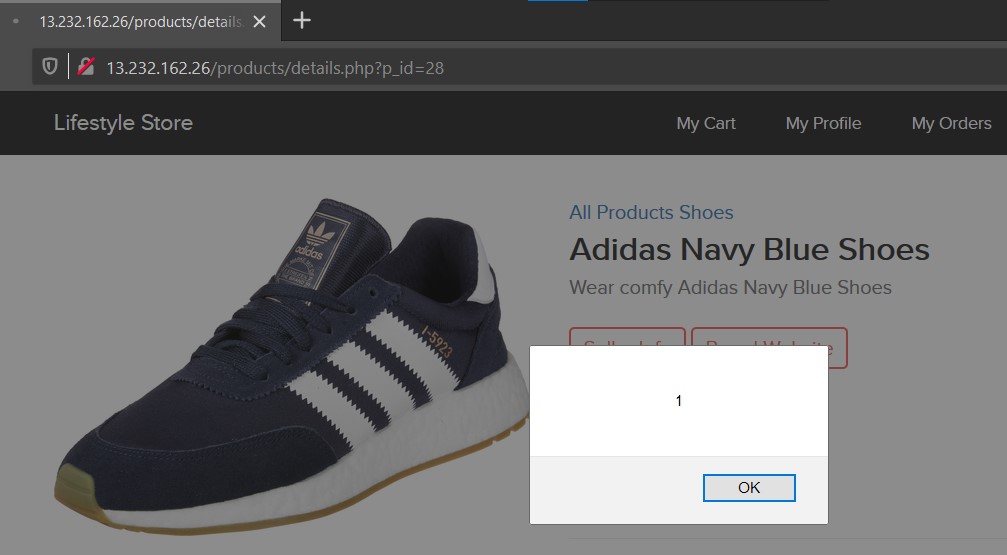 13.232.162.26/products/details
13.232.162.26/products/details.php?p_id=28
Lifestyle Store
My Cart
My Profile
My Orders
All Products Shoes
Adidas Navy Blue Shoes
Wear comfy Adidas Navy Blue Shoes
adidas
I-5923
1
OK